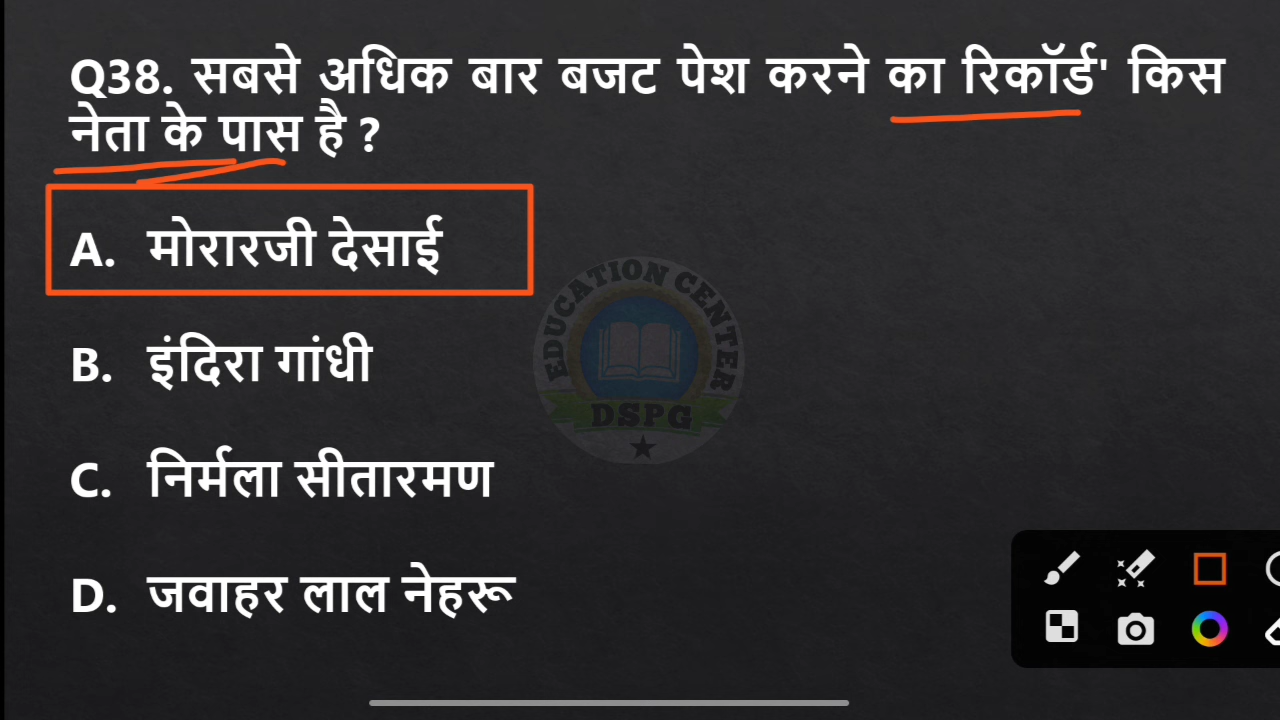 Q38. सबसे अधिक बार बजट पेश करने का रिकॉर्ड' किस
नेता के पास है ?
A. मोरारजी देसाई
B. इंदिरा गांधी
C. निर्मला सीतारमण
D. जवाहर लाल नेहरू
EDUCATION CENTER
DSPG